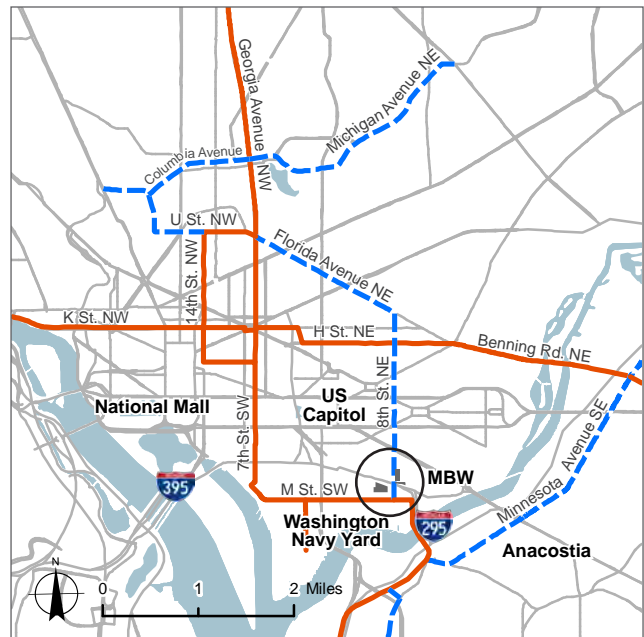 Georgia Avenue NW
Michigan Avenue NE
Columbia Avenue
U St. NW
Florida Avenue NE
14th St. NW
K St. NW
H St. NE
Benning Rd. NE
US
Capitol
National Mall
7th St. SW
8th St. NE
Minnesota Avenue SE
MBW
395
M St. SW
Washington
Navy Yard
295
Anacostia
N
0 1 2 Miles